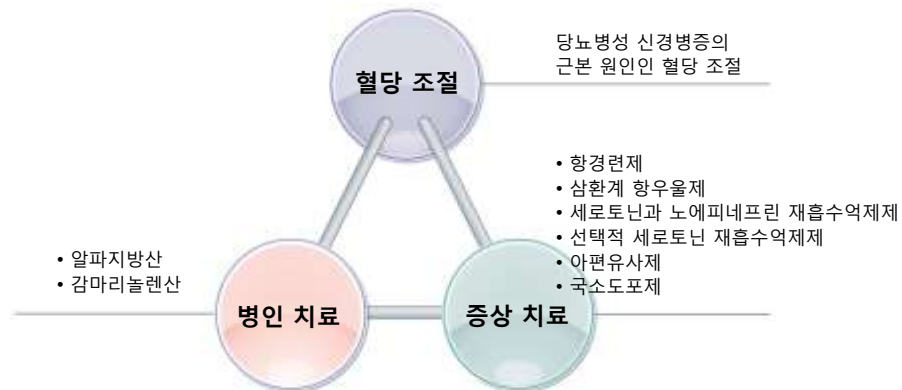 당뇨병성 신경병증의
근본 원인인 혈당 조절
혈당 조절
• 항경련제
• 삼환계 항우울제
• 세로토닌과 노에피네프린 재흡수억제제
• 선택적 세로토닌 재흡수억제제
• 아편유사제
• 국소도포제
• 알파지방산
• 감마리놀렌산
병인 치료
증상 치료